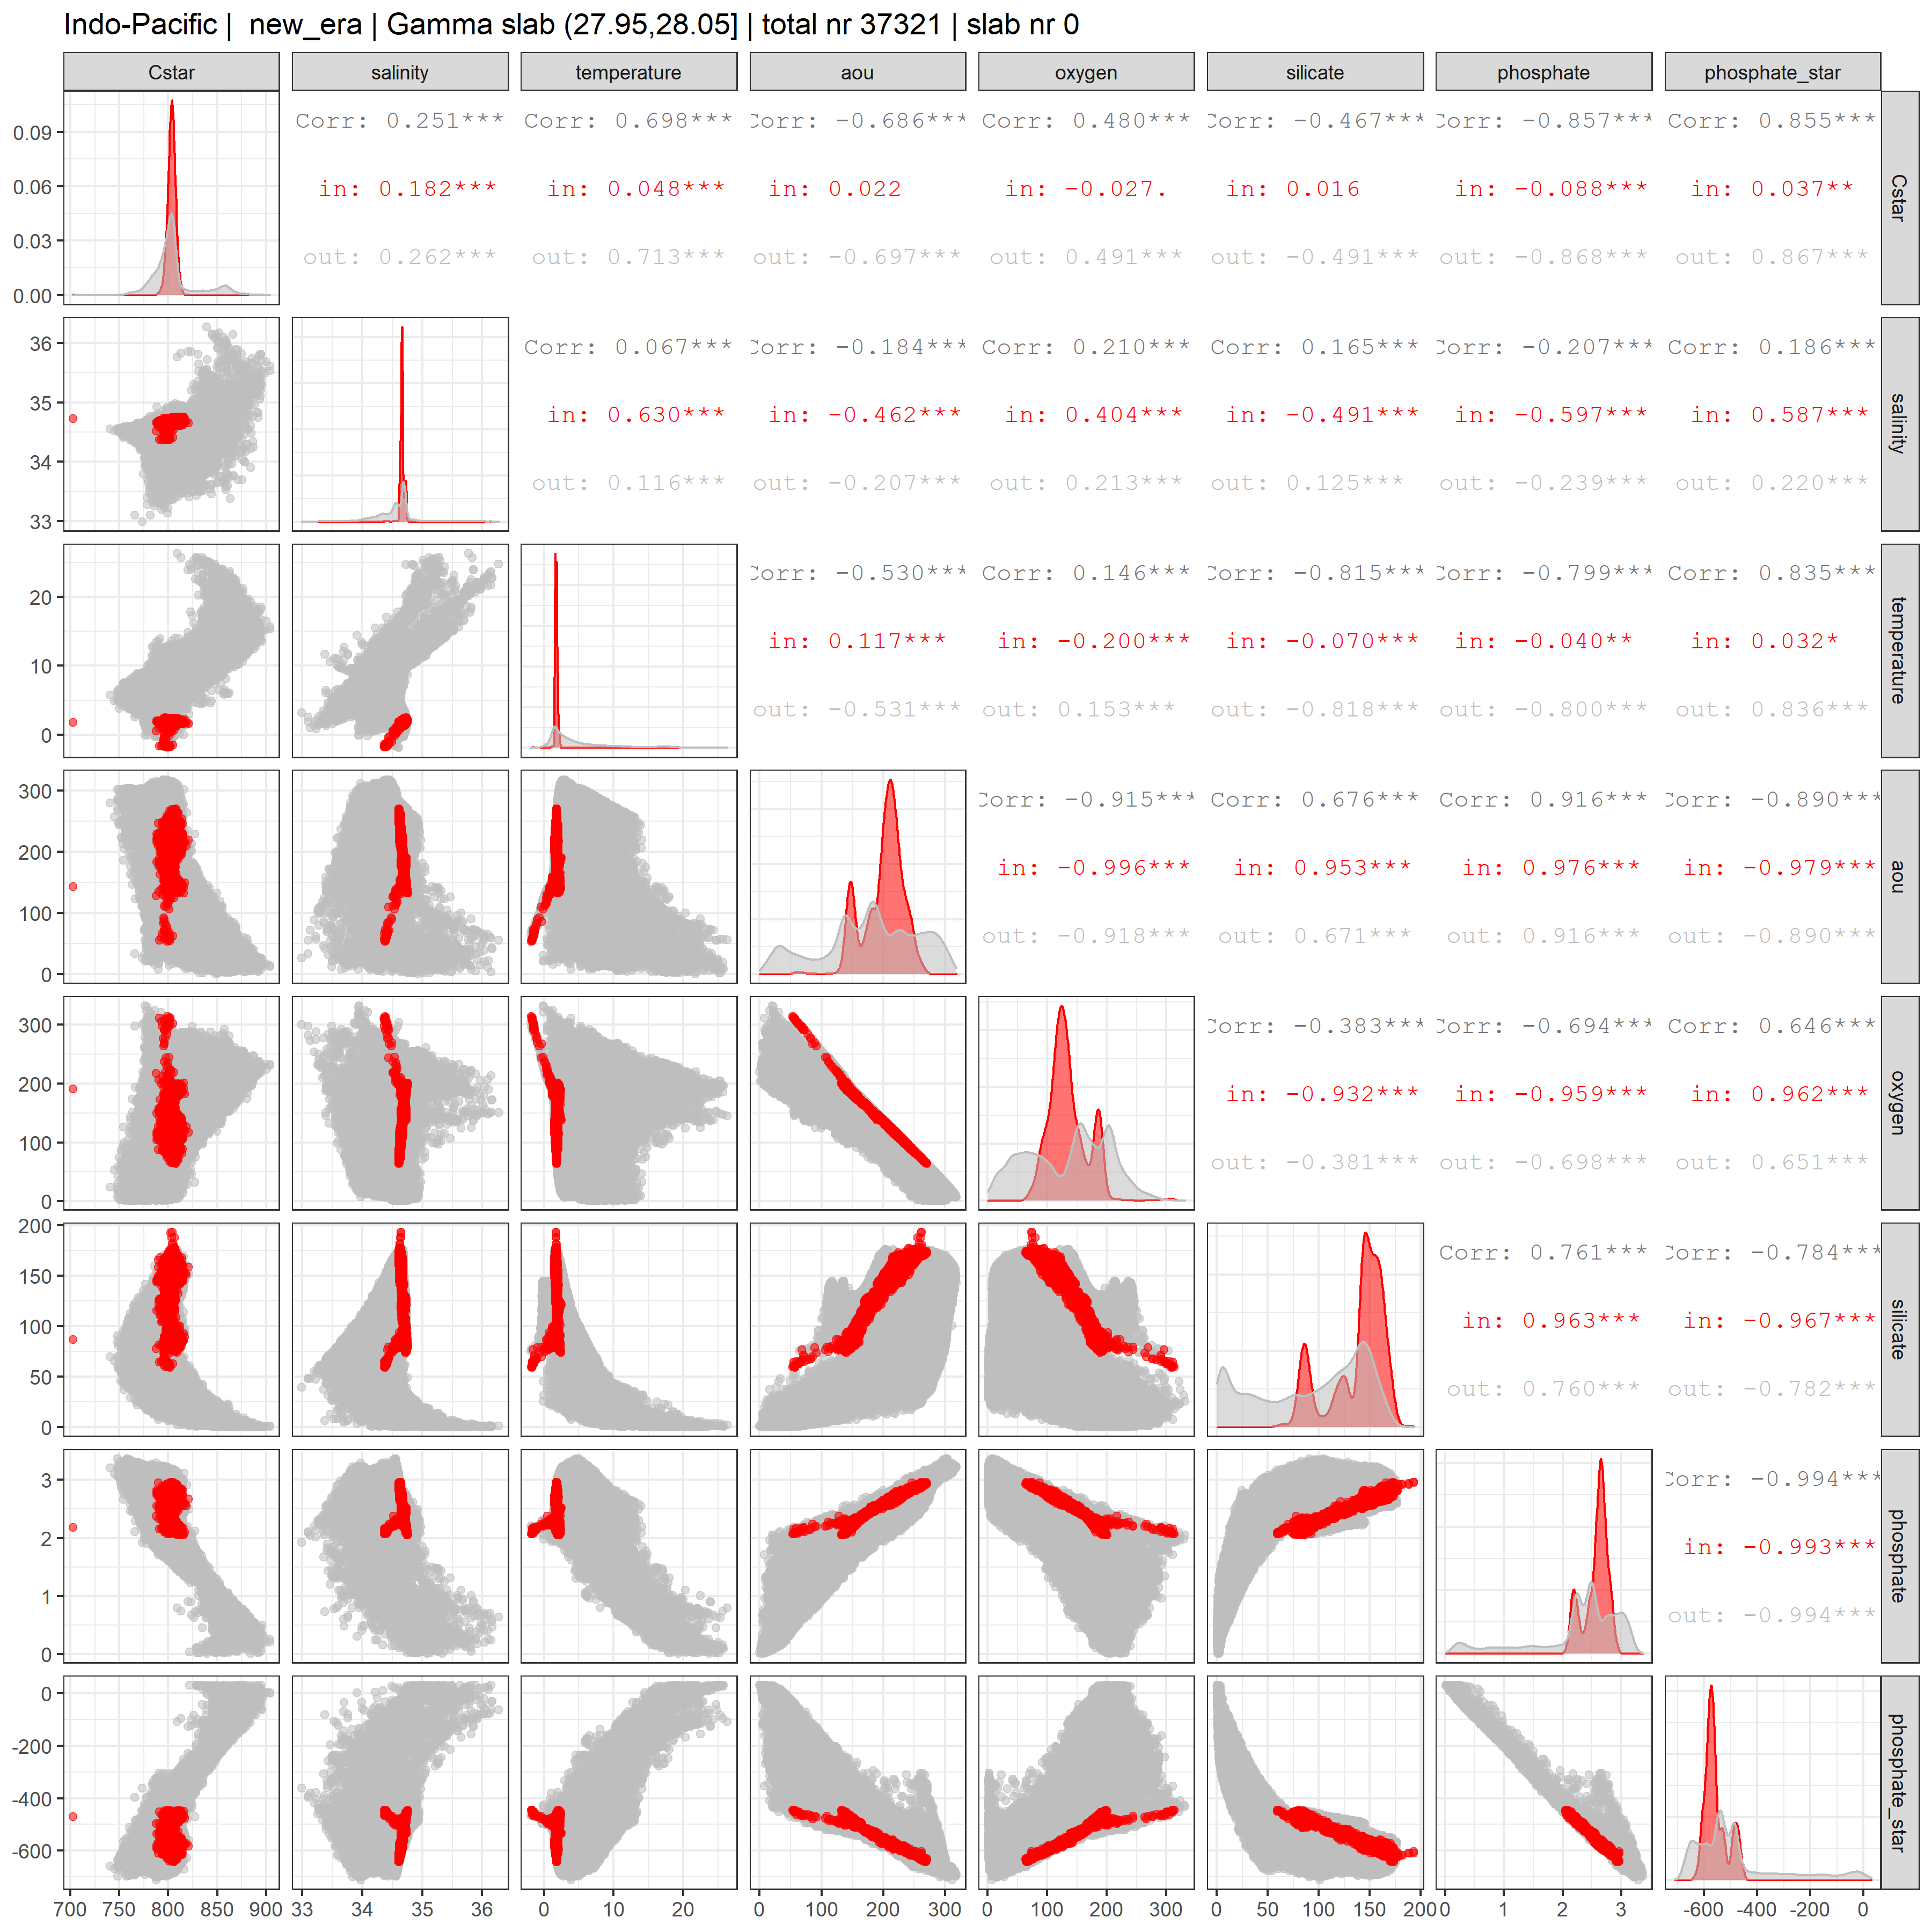 Indo-Pacific |  new_era | Gamma slab (27.95,28.05] | total nr 37321 | slab nr 0
Cstar salinity temperature aou oxygen silicate phosphate phosphate_star
Corr: 0.251*** Corr: 0.698*** Corr: -0.686*** Corr: 0.480*** Corr: -0.467*** Corr: -0.857*** Corr: 0.855***
in: 0.182*** in: 0.048*** in: 0.022 in: -0.027. in: 0.016 in: -0.088*** in: 0.037**
out: 0.262*** out: 0.713*** out: -0.697*** out: 0.491*** out: -0.491*** out: -0.868*** out: 0.867***
0.09
0.06
0.03
0.00
Cstar
Corr: 0.067*** Corr: -0.184*** Corr: 0.210*** Corr: 0.165*** Corr: -0.207*** Corr: 0.186***
in: 0.630*** in: -0.462*** in: 0.404*** in: -0.491*** in: -0.597*** in: 0.587***
out: 0.116*** out: -0.207*** out: 0.213*** out: 0.125*** out: -0.239*** out: 0.220***
36
35
34
33
salinity
Corr: -0.530*** Corr: 0.146*** Corr: -0.815*** Corr: -0.799*** Corr: 0.835***
in: 0.117*** in: -0.200*** in: -0.070*** in: -0.040** in: 0.032*
out: -0.531*** out: 0.153*** out: -0.818*** out: -0.800*** out: 0.836***
20
10
0
temperature
Corr: -0.915*** Corr: 0.676*** Corr: 0.916*** Corr: -0.890***
in: -0.996*** in: 0.953*** in: 0.976*** in: -0.979***
out: -0.918*** out: 0.671*** out: 0.916*** out: -0.890***
300
200
100
0
aou
Corr: -0.383*** Corr: -0.694*** Corr: 0.646***
in: -0.932*** in: -0.959*** in: 0.962***
out: -0.381*** out: -0.698*** out: 0.651***
300
200
100
0
oxygen
Corr: 0.761*** Corr: -0.784***
in: 0.963*** in: -0.967***
out: 0.760*** out: -0.782***
200
150
100
50
0
silicate
Corr: -0.994***
in: -0.993***
out: -0.994***
3
2
1
0
phosphate
0
-200
-400
-600
phosphate_star
700 750 800 850 900 33 34 35 36 0 10 20 0 100 200 300 0 100 200 300 0 50 100 150 200 0 1 2 3 -600 -400 -200 0